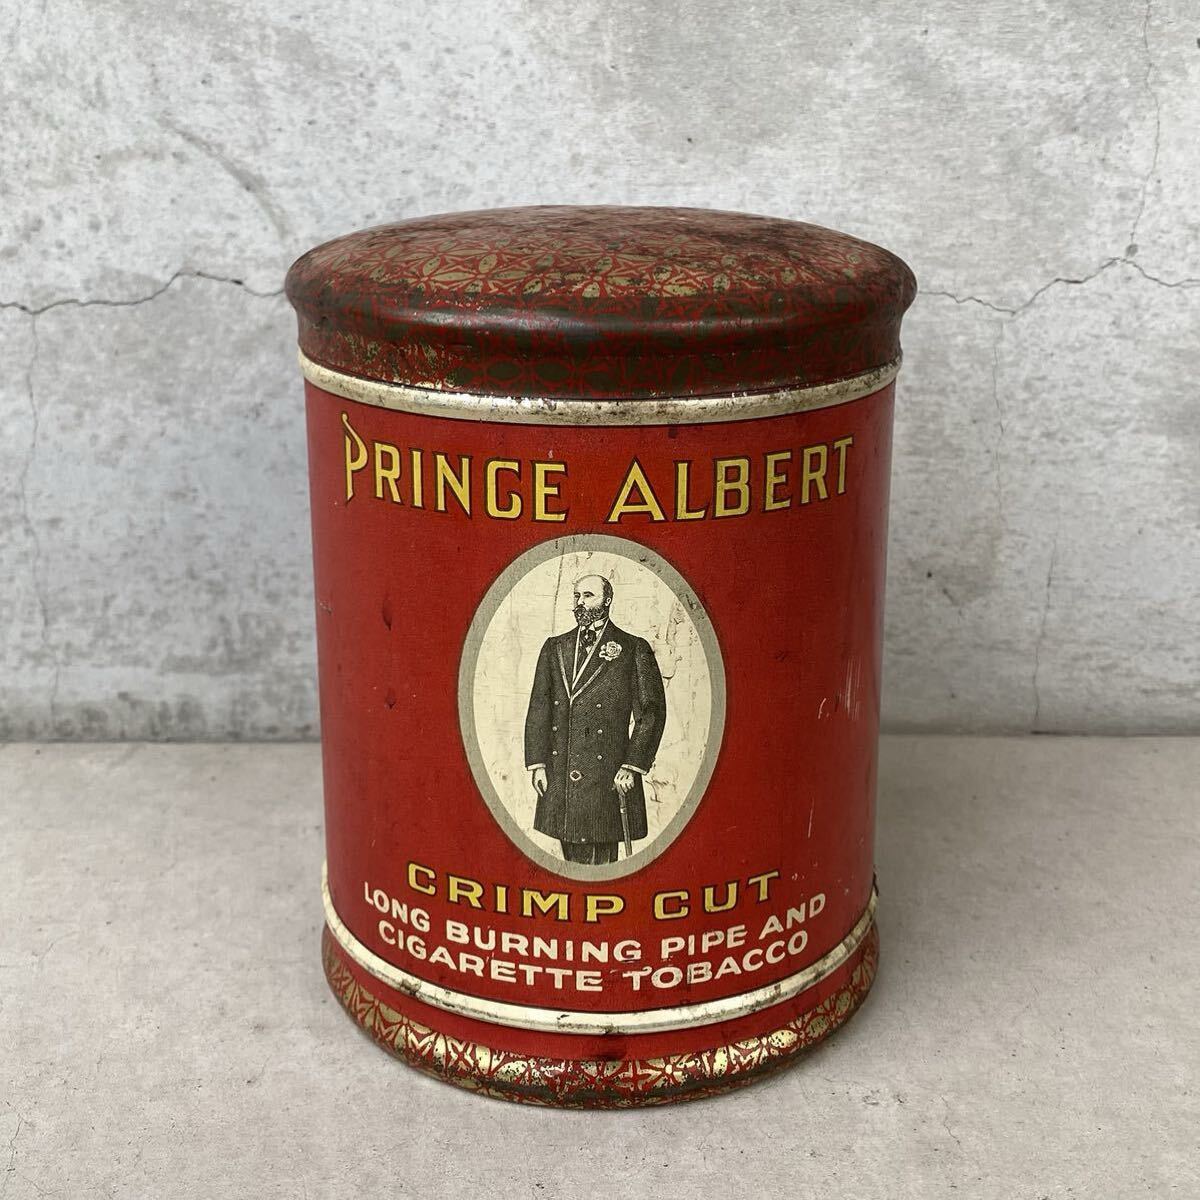 PRINCE ALBERT
CRIMP CUT
LONG BURNING PIPE AND
CIGARETTE TOBACCO